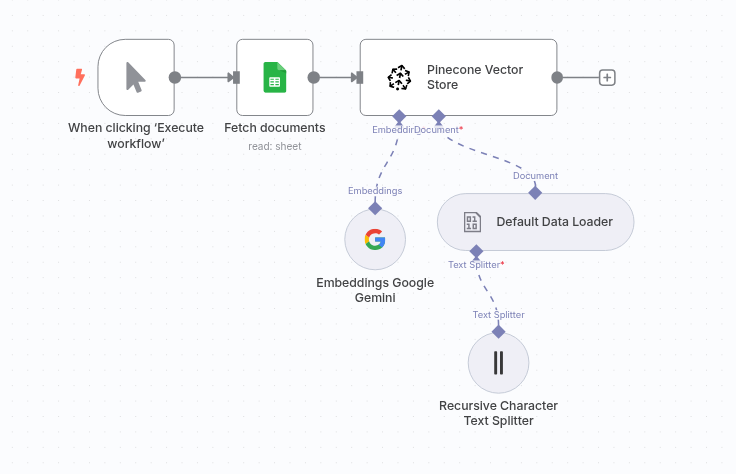 Pinecone Vector
Store
When clicking ‘Execute
workflow’
Fetch documents
read: sheet
Embeddin
Document*
Embeddings
Document
Default Data Loader
Embeddings Google
Gemini
Text Splitter*
Text Splitter
Recursive Character
Text Splitter